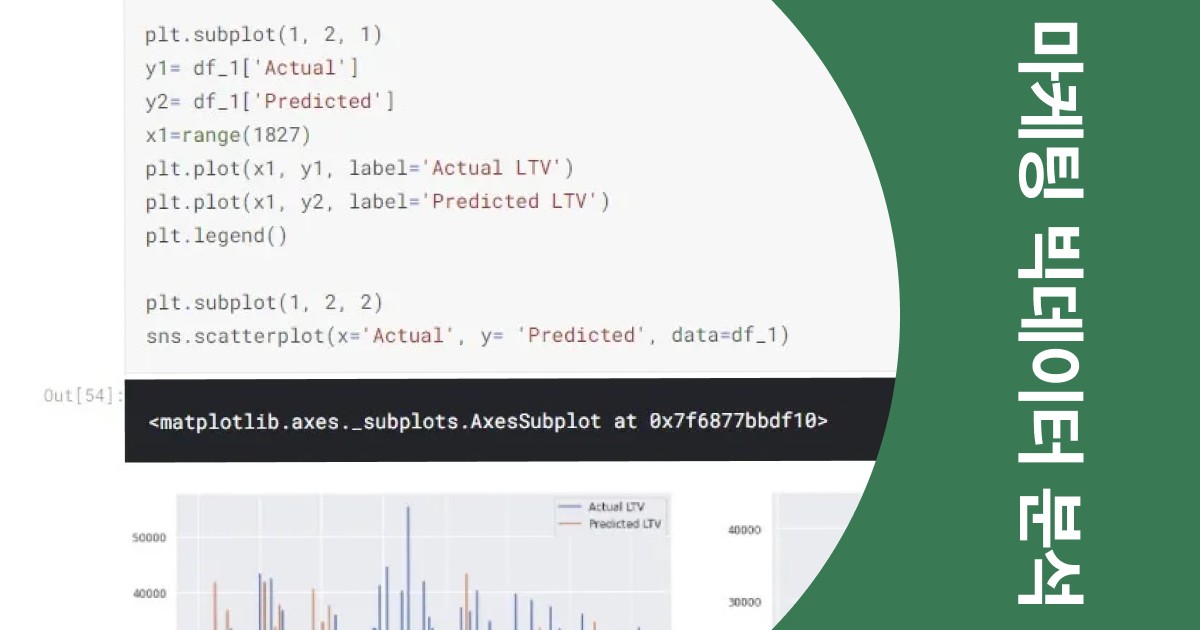 plt.subplot(1, 2, 1)
y1= df_1['Actual']
y2= df_1['Predicted']
x1=range(1827)
plt.plot(x1, y1, label='Actual LTV')
plt.plot(x1, y2, label='Predicted LTV')
plt.legend()
plt.subplot(1, 2, 2)
sns.scatterplot(x='Actual', y= 'Predicted', data=df_1)
Out[54]:
<matplotlib.axes._subplots.AxesSubplot at 0x7f6877bbdf10>
Actual LTV
Predicted LTV
50000
40000
40000
30000
마케팅 빅데이터 분석